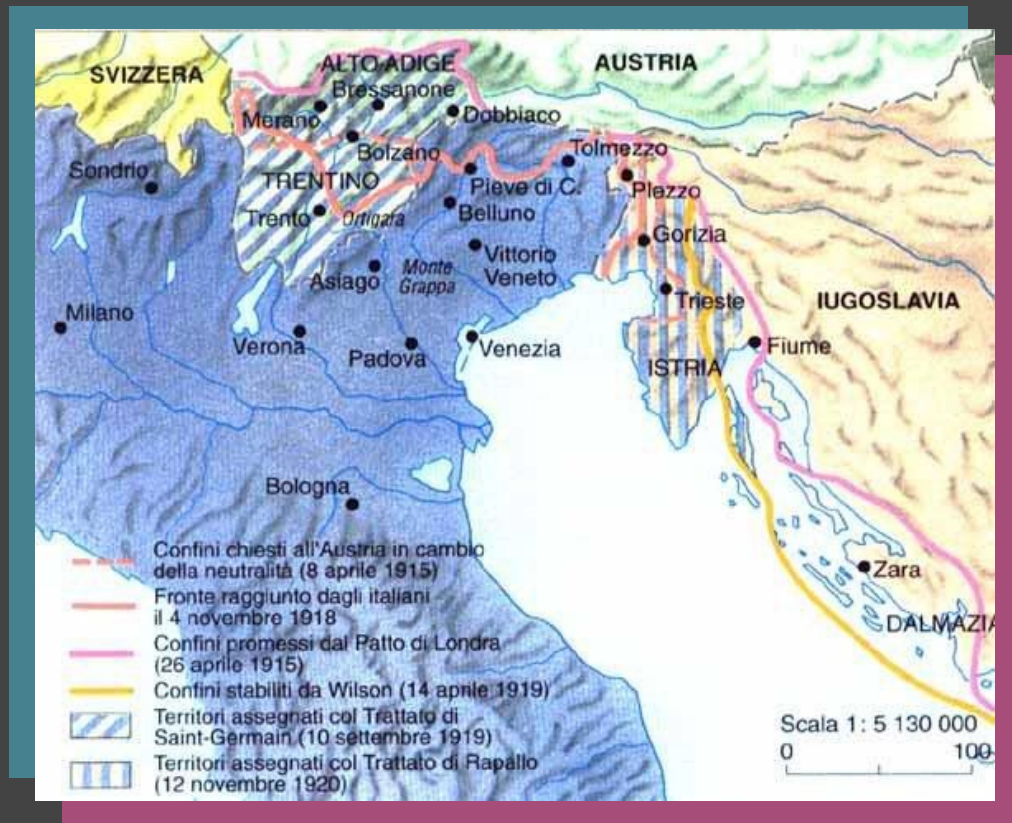 SVIZZERA
ALTO ADIGE
AUSTRIA
Bressanone
Merano
Dobbiaco
Bolzano
Tolmezzo
Sondrio
TRENTINO
Pieve di C.
Plezzo
Trento
Ortigara
Belluno
Gorizia
Vittorio
Veneto
Asiago
Monte
Grappa
Trieste
IUGOSLAVIA
Milano
Verona
Padova
Venezia
Fiume
ISTRIA
Bologna
Confini chiesti all'Austria in cambio
della neutralità (8 aprile 1915)
Fronte raggiunto dagli italiani
il 4 novembre 1918
Confini promessi dal Patto di Londra
(26 aprile 1915)
Confini stabiliti da Wilson (14 aprile 1919)
Territori assegnati col Trattato di
Saint-Germain (10 settembre 1919)
Territori assegnati col Trattato di Rapallo
(12 novembre 1920)
Zara
DALMAZIA
Scala 1: 5 130 000
0 100